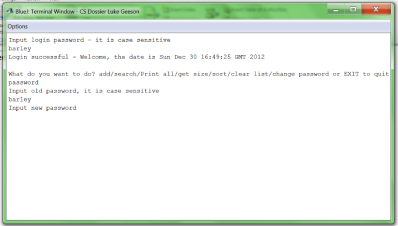 BlueJ: Terminal Window - CS Dossier Luke Geeson
Options
Input login password - it is case sensitive
barley
Login successful - Welcome, the date is Sun Dec 30 16:49:25 GMT 2012
What do you want to do? add/search/Print all/get size/sort/clear list/change password or EXIT to quit
password
Input old password, it is case sensitive
barley
Input new password